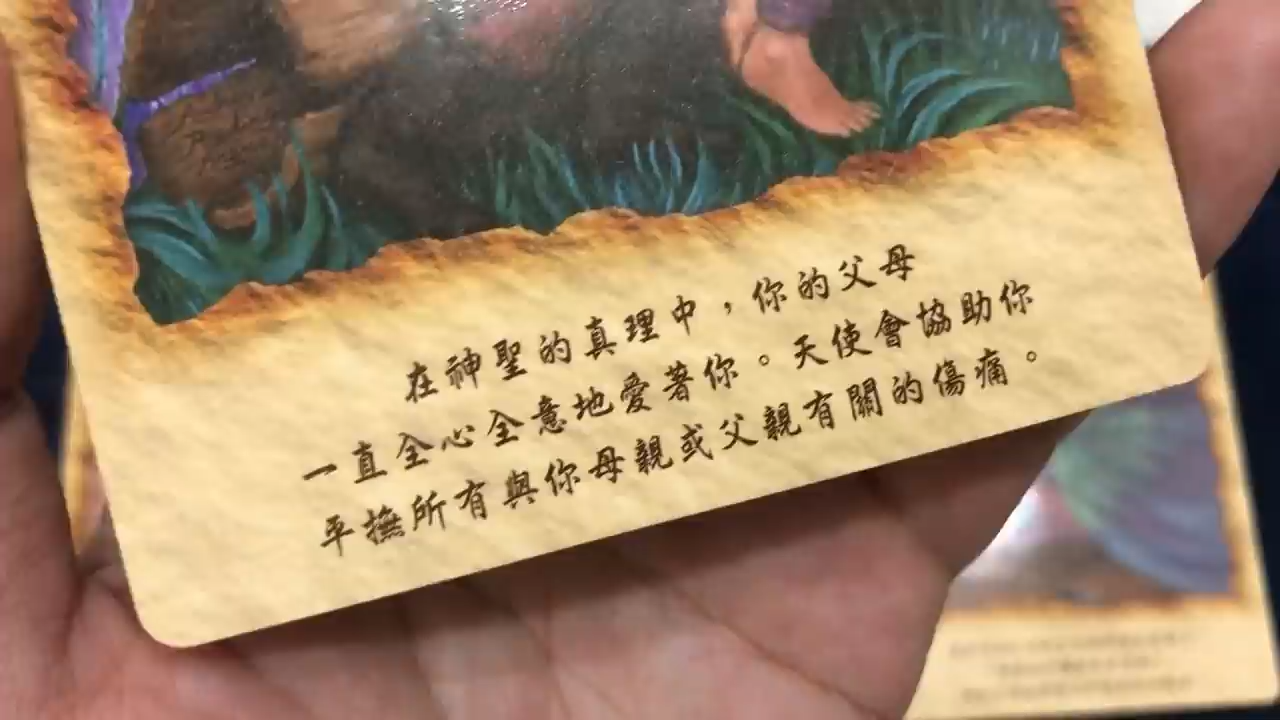 在神聖的真理中，你的父母
一直全心全意地愛著你。天使會協助你
平撫所有與你母親或父親有關的傷痛。